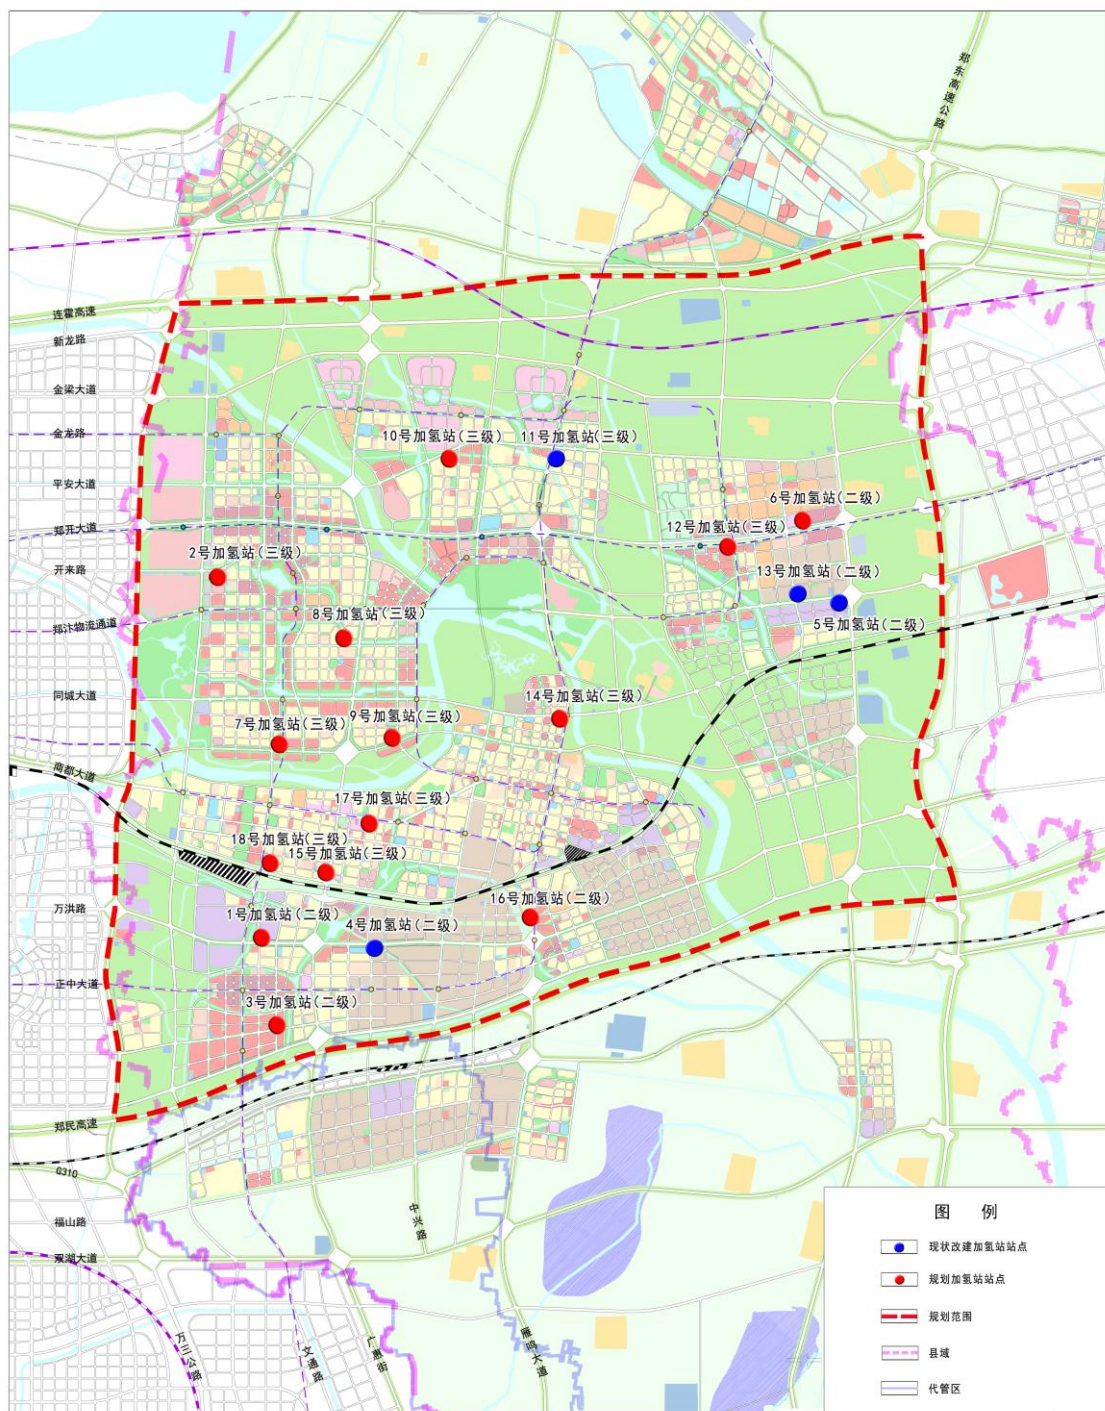 郑东高速公路
连霍高速
新龙路
金梁大道
金龙路
10号加氢站(三级)
11号加氢站(三级)
平安大道
6号加氢站(二级)
郑开大道
12号加氢站(三级)
2号加氢站(三级)
开来路
13号加氢站(二级)
8号加氢站(三级)
郑汴物流通道
5号加氢站(二级)
同城大道
14号加氢站(三级)
7号加氢站(三级)
9号加氢站(三级)
商都大道
17号加氢站(三级)
18号加氢站(三级)
15号加氢站(三级)
万洪路
1号加氢站(二级)
4号加氢站(二级)
16号加氢站(二级)
正中大道
3号加氢站(二级)
郑民高速
G310
福山路
中兴路
双湖大道
万三公路
文通路
广惠街
雁鸣大道
图 例
现状改建加氢站站点
规划加氢站站点
规划范围
县域
代管区